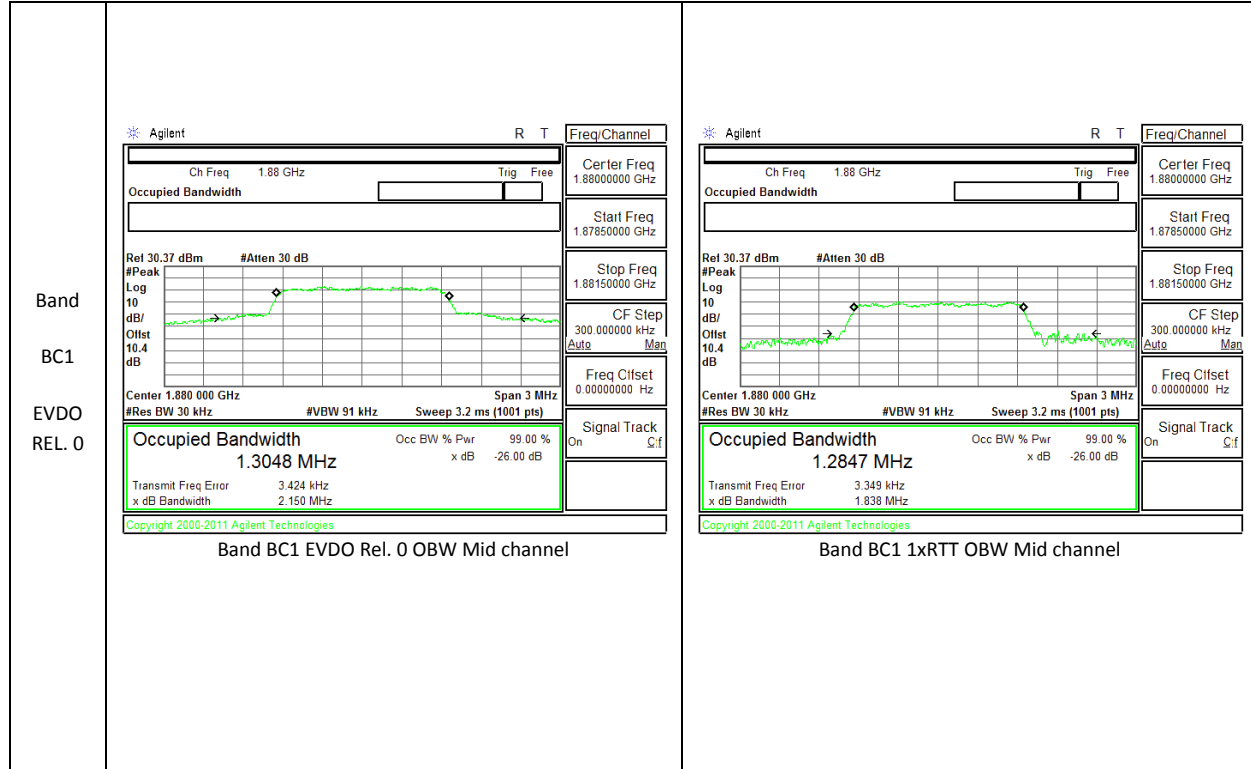 Band
BC1
EVDO
REL. 0
Agilent R T
Ch Freq 1.88 GHz Trig Free
Occupied Bandwidth
Ref 30.37 dBm #Atten 30 dB
#Peak
Log
10
dB/
Offst
10.4
dB
Center 1.880 000 GHz Span 3 MHz
#Res BW 30 kHz #VBW 91 kHz Sweep 3.2 ms (1001 pts)
Occupied Bandwidth Occ BW % Pwr 99.00 %
1.3048 MHz x dB -26.00 dB
Transmit Freq Error 3.424 kHz
x dB Bandwidth 2.150 MHz
Copyright 2000-2011 Agilent Technologies
Freq/Channel
Center Freq
1.88000000 GHz
Start Freq
1.87850000 GHz
Stop Freq
1.88150000 GHz
CF Step
300.000000 kHz
Auto Man
Freq Offset
0.00000000 Hz
Signal Track
On Off
Band BC1 EVDO Rel. 0 OBW Mid channel
Agilent R T
Ch Freq 1.88 GHz Trig Free
Occupied Bandwidth
Ref 30.37 dBm #Atten 30 dB
#Peak
Log
10
dB/
Offst
10.4
dB
Center 1.880 000 GHz Span 3 MHz
#Res BW 30 kHz #VBW 91 kHz Sweep 3.2 ms (1001 pts)
Occupied Bandwidth Occ BW % Pwr 99.00 %
1.2847 MHz x dB -26.00 dB
Transmit Freq Error 3.349 kHz
x dB Bandwidth 1.838 MHz
Copyright 2000-2011 Agilent Technologies
Freq/Channel
Center Freq
1.88000000 GHz
Start Freq
1.87850000 GHz
Stop Freq
1.88150000 GHz
CF Step
300.000000 kHz
Auto Man
Freq Offset
0.00000000 Hz
Signal Track
On Off
Band BC1 1xRTT OBW Mid channel